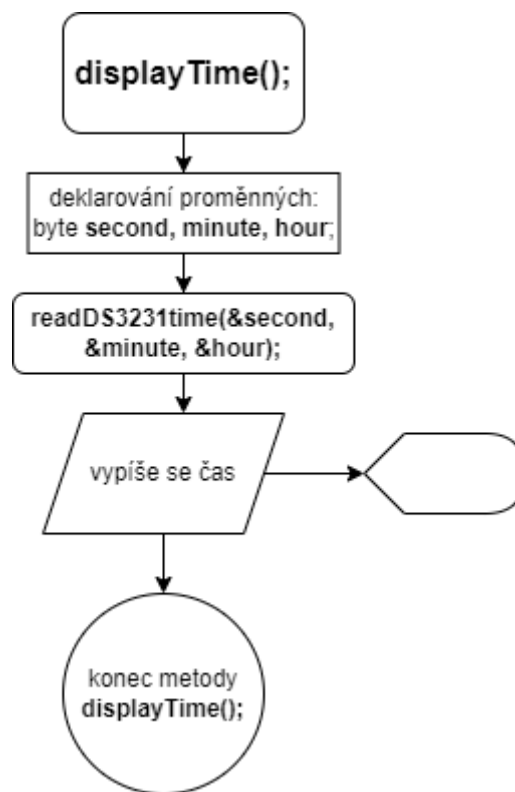 displayTime();
deklarování proměnných:
byte second, minute, hour;
readDS3231time(&second,
&minute, &hour);
vypíše se čas
konec metody
displayTime();